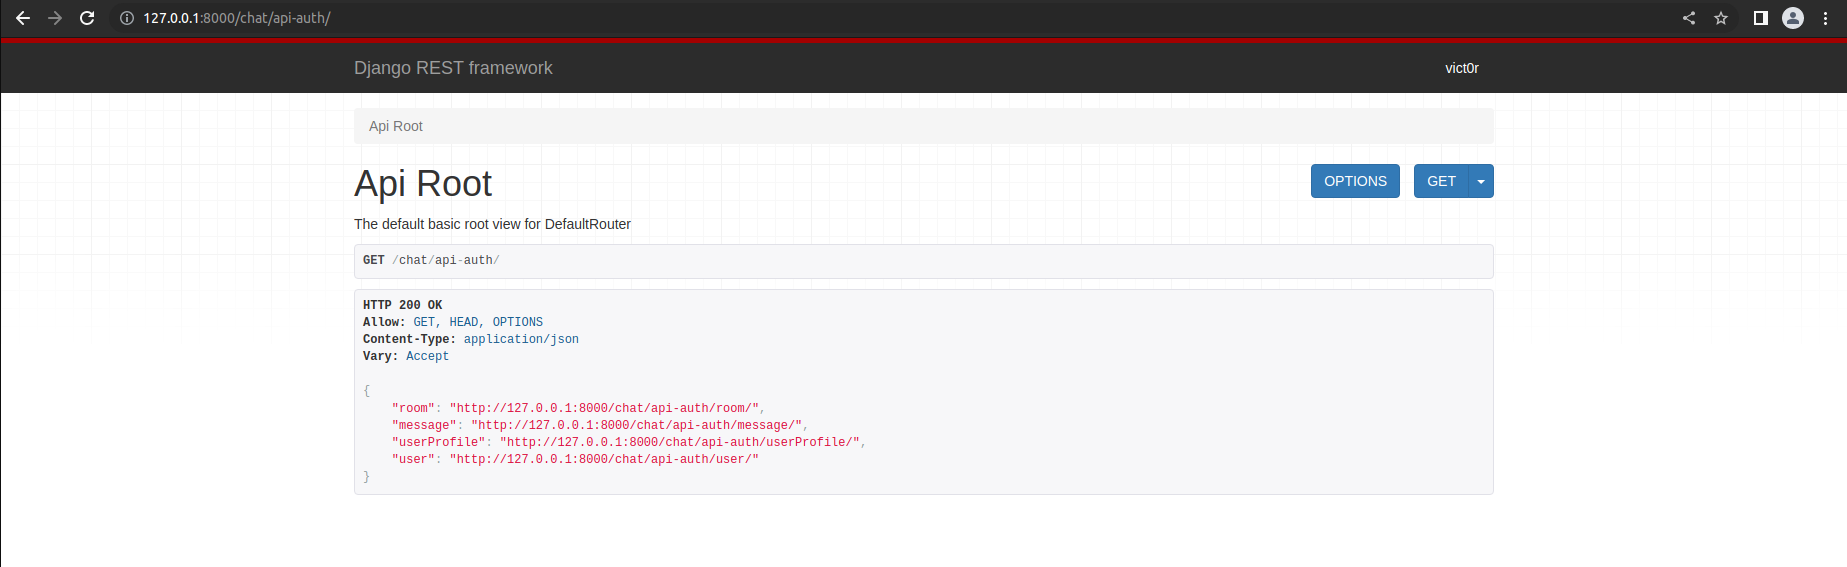 127.0.0.1:8000/chat/api-auth/
Django REST framework
vict0r
Api Root
Api Root
OPTIONS
GET
The default basic root view for DefaultRouter
GET /chat/api-auth/
HTTP 200 OK
Allow: GET, HEAD, OPTIONS
Content-Type: application/json
Vary: Accept
{
    "room": "http://127.0.0.1:8000/chat/api-auth/room/",
    "message": "http://127.0.0.1:8000/chat/api-auth/message/",
    "userProfile": "http://127.0.0.1:8000/chat/api-auth/userProfile/",
    "user": "http://127.0.0.1:8000/chat/api-auth/user/"
}